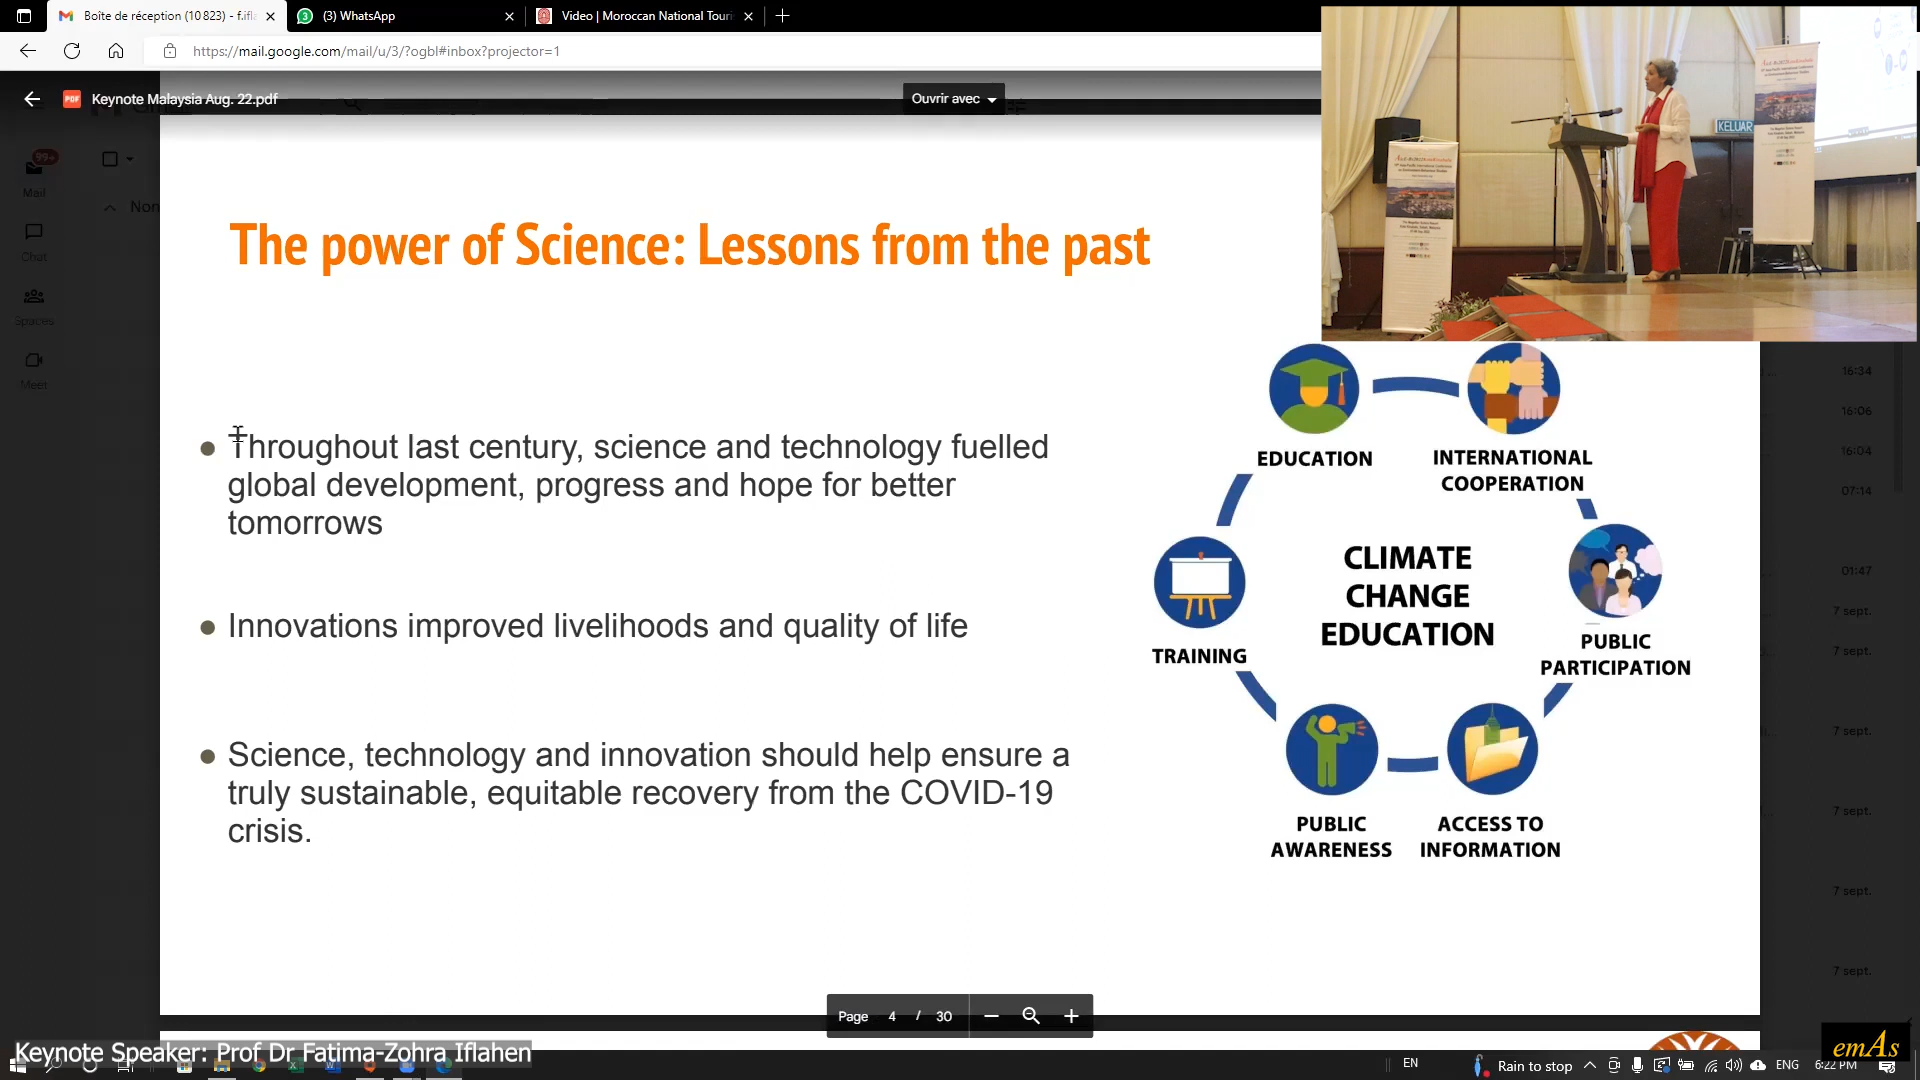 Boîte de réception (10 823) - f.ifla
(3) WhatsApp
Video | Moroccan National Touri
https://mail.google.com/mail/u/3/?ogbl#inbox?projector=1
PDF
Keynote Malaysia Aug. 22.pdf
Ouvrir avec
KELUAR
99+
Mail
Non
Chat
Spaces
Meet
The power of Science: Lessons from the past
Throughout last century, science and technology fuelled
global development, progress and hope for better
tomorrows
Innovations improved livelihoods and quality of life
Science, technology and innovation should help ensure a
truly sustainable, equitable recovery from the COVID-19
crisis.
EDUCATION
INTERNATIONAL
COOPERATION
CLIMATE
CHANGE
EDUCATION
TRAINING
PUBLIC
PARTICIPATION
PUBLIC
AWARENESS
ACCESS TO
INFORMATION
16:34
16:06
16:04
07:14
01:47
7 sept.
7 sept.
7 sept.
7 sept.
7 sept.
7 sept.
Page 4 / 30
Keynote Speaker: Prof Dr Fatima-Zohra Iflahen
emAs
EN
Rain to stop
ENG
6:22 PM